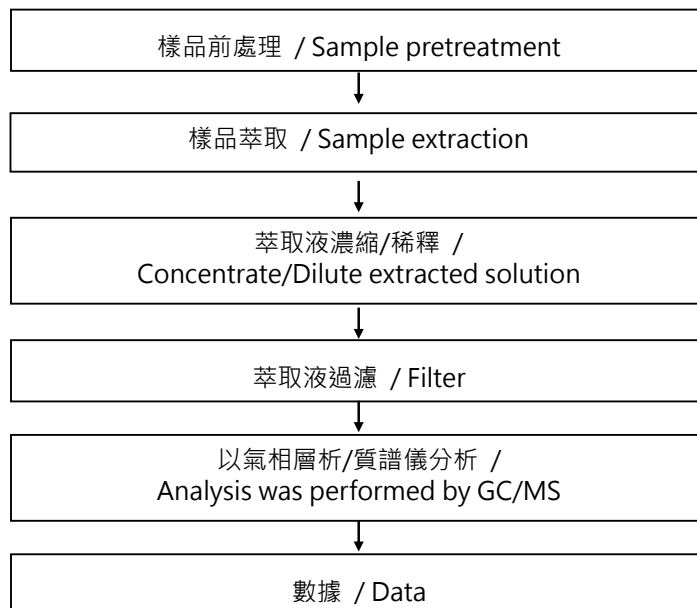 樣品前處理 / Sample pretreatment
樣品萃取 / Sample extraction
萃取液濃縮/稀釋 /
Concentrate/Dilute extracted solution
萃取液過濾 / Filter
以氣相層析/質譜儀分析 /
Analysis was performed by GC/MS
數據 / Data